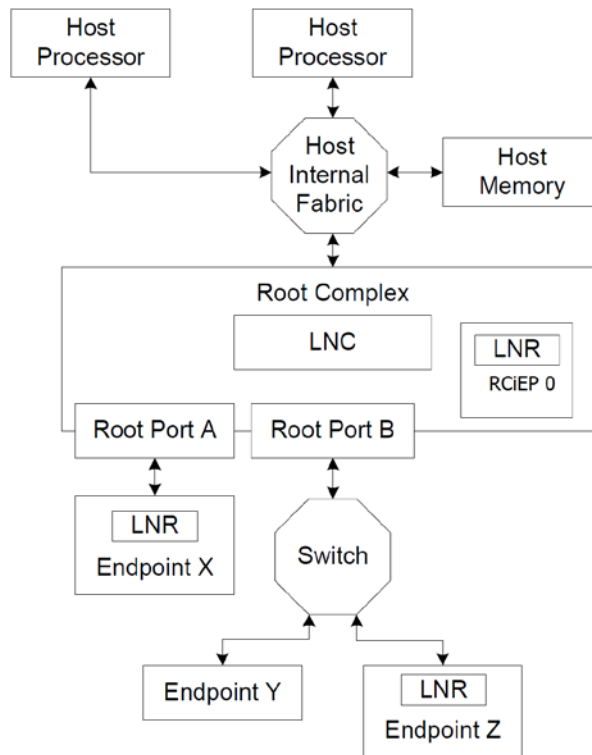 Host
Processor
Host
Processor
Host
Internal
Fabric
Host
Memory
Root Complex
LNC
LNR
RCiEP 0
Root Port A
Root Port B
LNR
Endpoint X
Switch
Endpoint Y
LNR
Endpoint Z